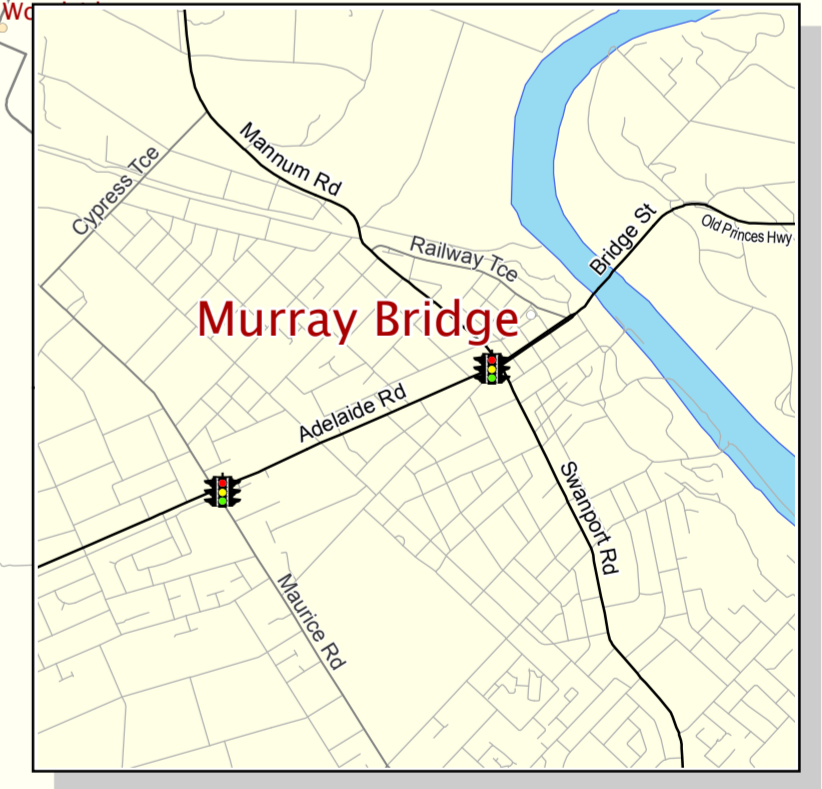 Mannum Rd
Cypress Tce
Bridge St
Old Princes Hwy
Railway Tce
Murray Bridge
Adelaide Rd
Swanport Rd
Maurice Rd